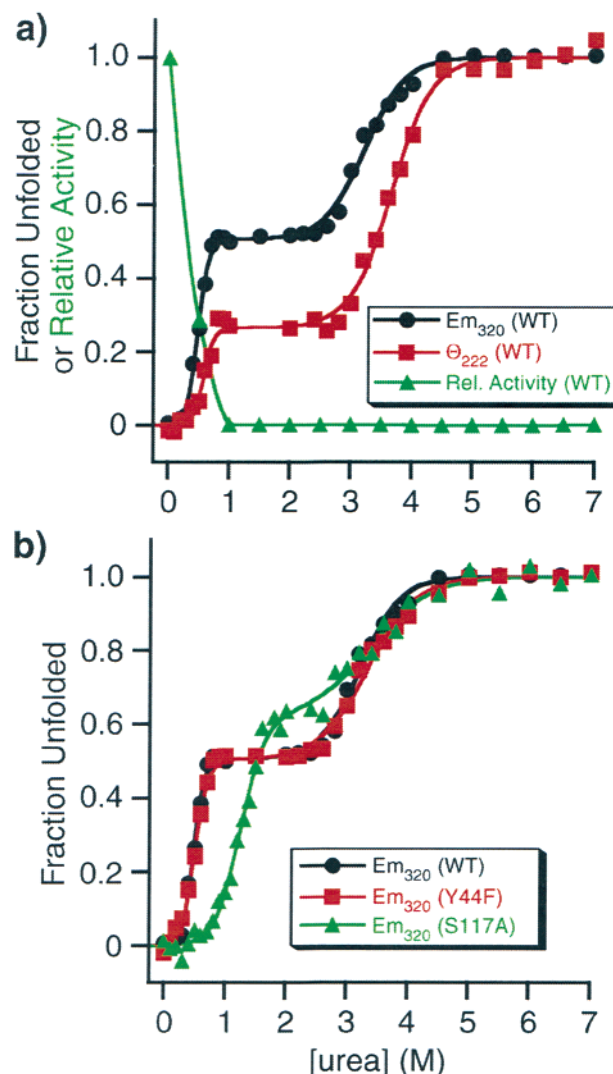 a)
Fraction Unfolded
or Relative Activity
1.0
0.8
0.6
0.4
0.2
0
Em320 (WT)
Θ222 (WT)
Rel. Activity (WT)
0 1 2 3 4 5 6 7
b)
Fraction Unfolded
1.0
0.8
0.6
0.4
0.2
0
Em320 (WT)
Em320 (Y44F)
Em320 (S117A)
0 1 2 3 4 5 6 7
[urea] (M)